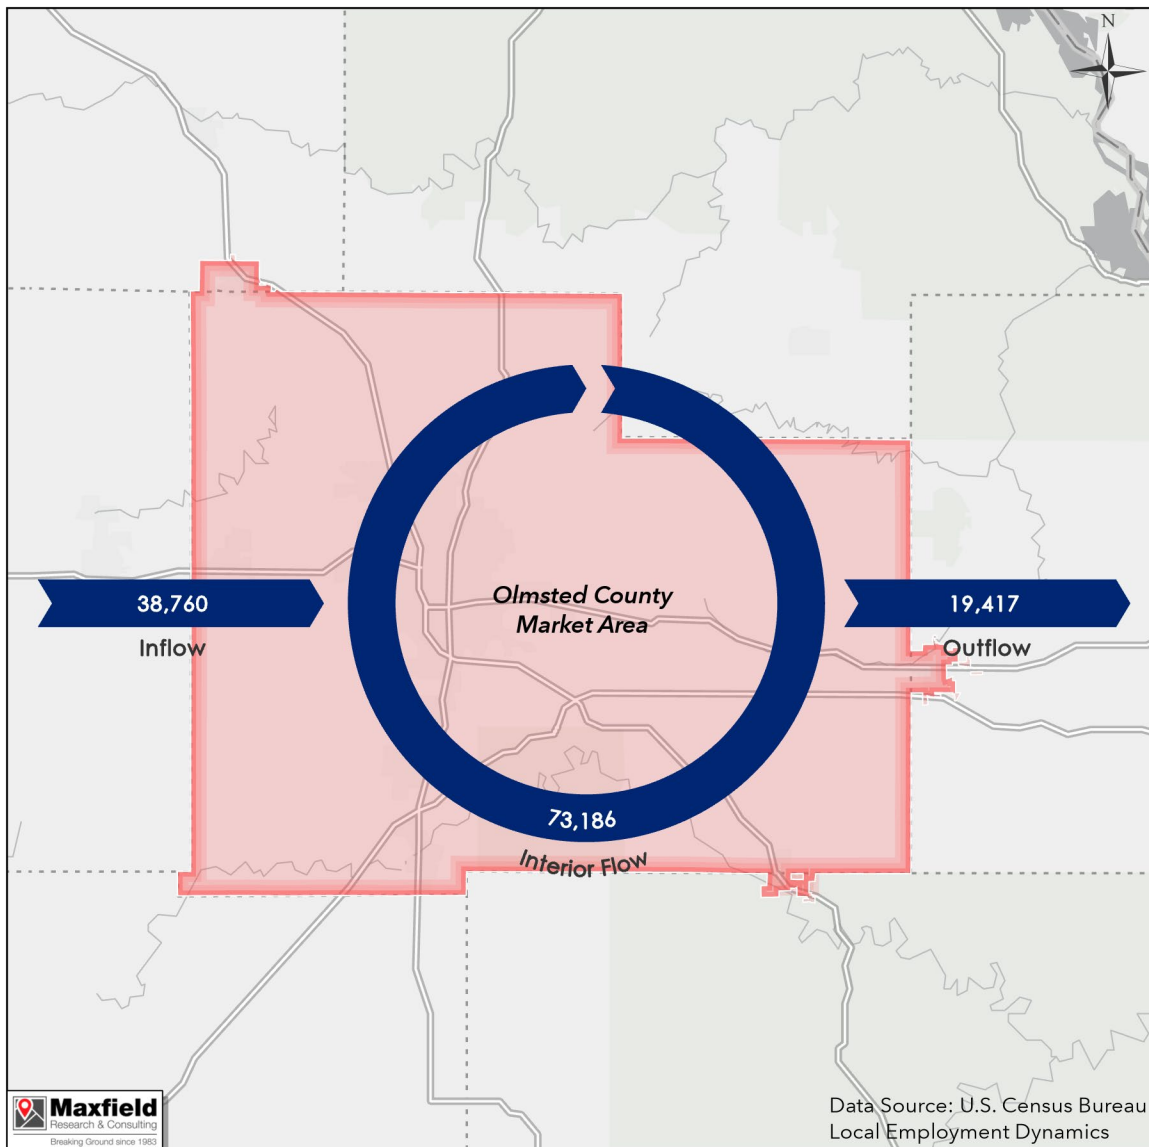 N
Olmsted County
Market Area
38,760
Inflow
19,417
Outflow
73,186
Interior Flow
Maxfield
Research & Consulting
Breaking Ground since 1983
Data Source: U.S. Census Bureau
Local Employment Dynamics